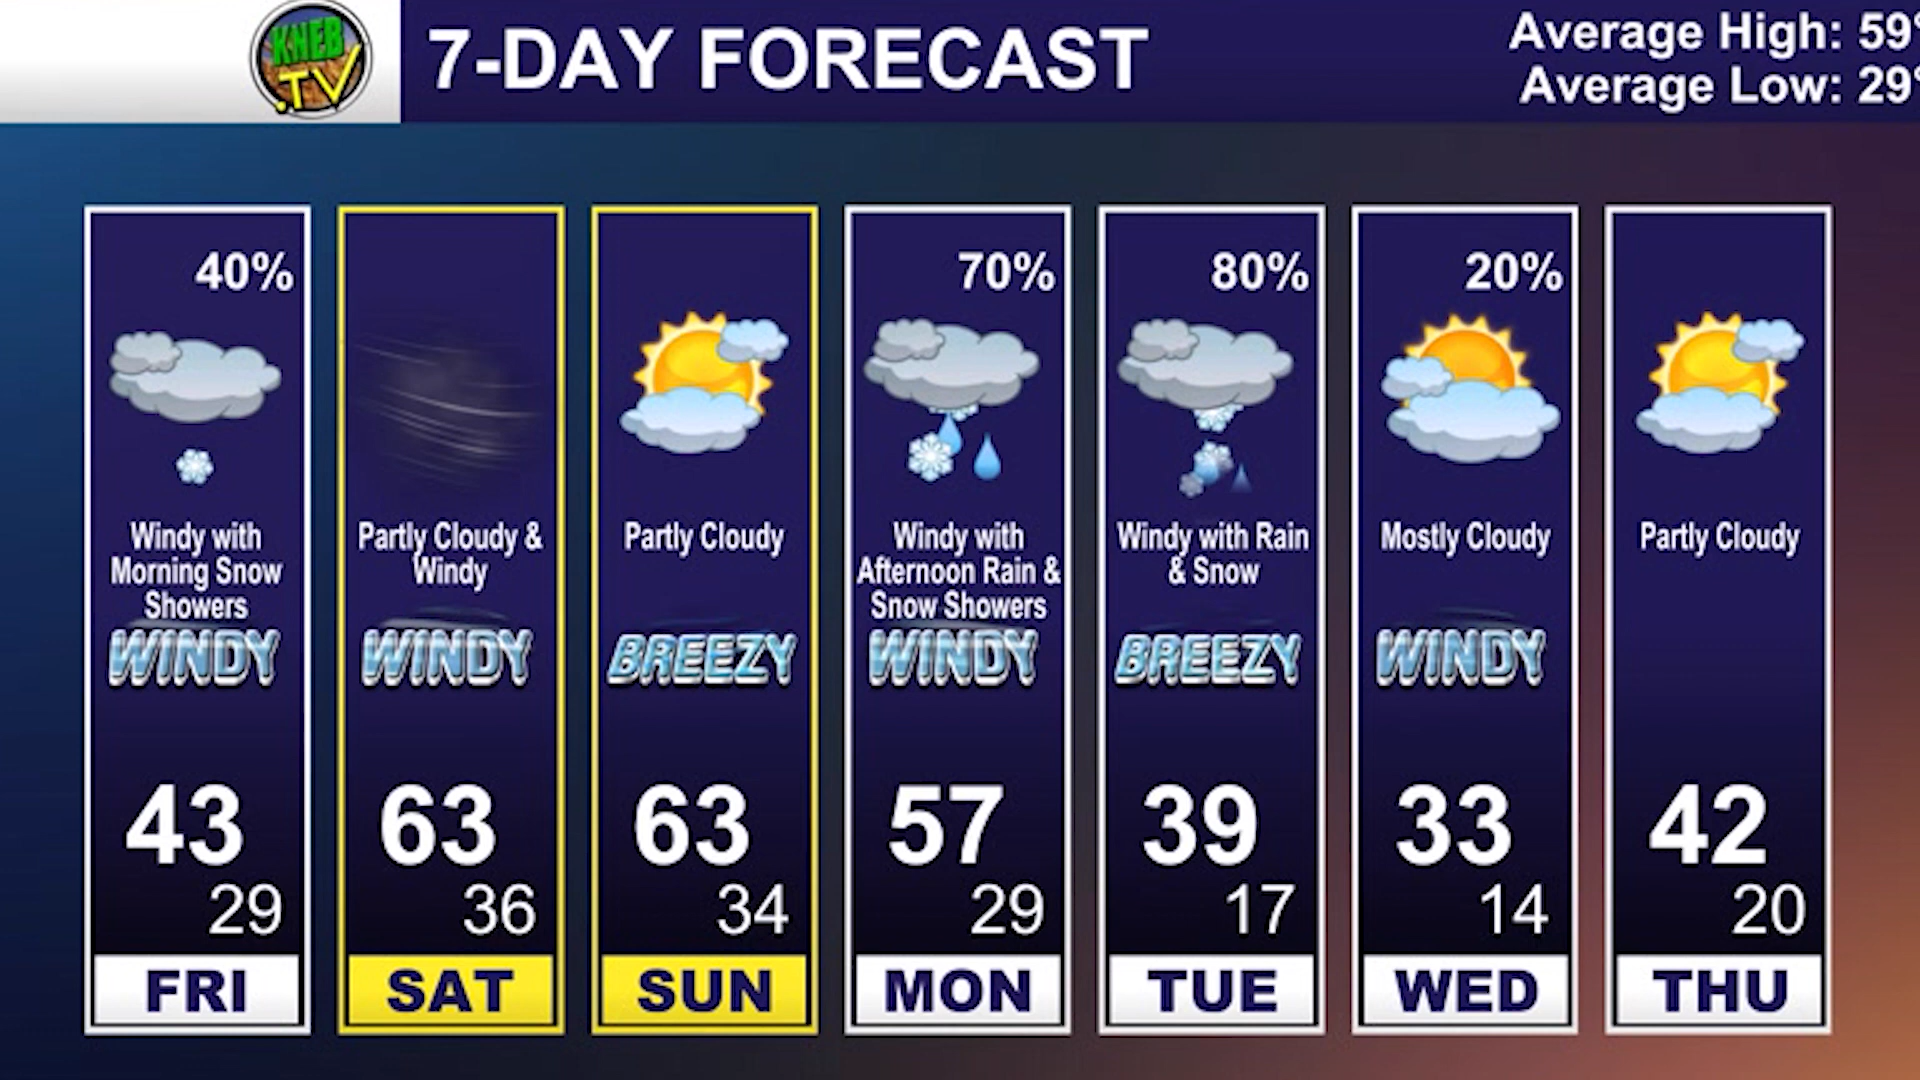 KNEB
.TV
7-DAY FORECAST
Average High: 59°
Average Low: 29°
40%
Windy with
Morning Snow
Showers
WINDY
43
29
FRI
Partly Cloudy &
Windy
WINDY
63
36
SAT
Partly Cloudy
BREEZY
63
34
SUN
70%
Windy with
Afternoon Rain &
Snow Showers
WINDY
57
29
MON
80%
Windy with Rain
& Snow
BREEZY
39
17
TUE
20%
Mostly Cloudy
WINDY
33
14
WED
Partly Cloudy
42
20
THU